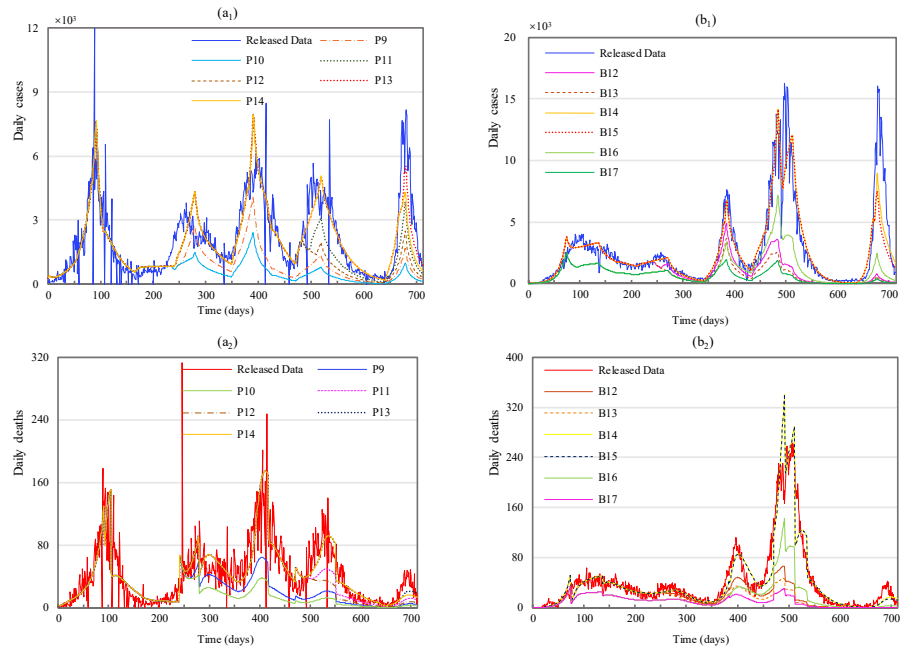 (a1)
×10³
12
9
6
3
0
Daily cases
Released Data
P9
P10
P11
P12
P13
P14
0 100 200 300 400 500 600 700
Time (days)
(b1)
×10³
20
15
10
5
0
Daily cases
Released Data
B12
B13
B14
B15
B16
B17
0 100 200 300 400 500 600 700
Time (days)
(a2)
320
240
160
80
0
Daily deaths
Released Data
P9
P10
P11
P12
P13
P14
0 100 200 300 400 500 600 700
Time (days)
(b2)
400
320
240
160
80
0
Daily deaths
Released Data
B12
B13
B14
B15
B16
B17
0 100 200 300 400 500 600 700
Time (days)